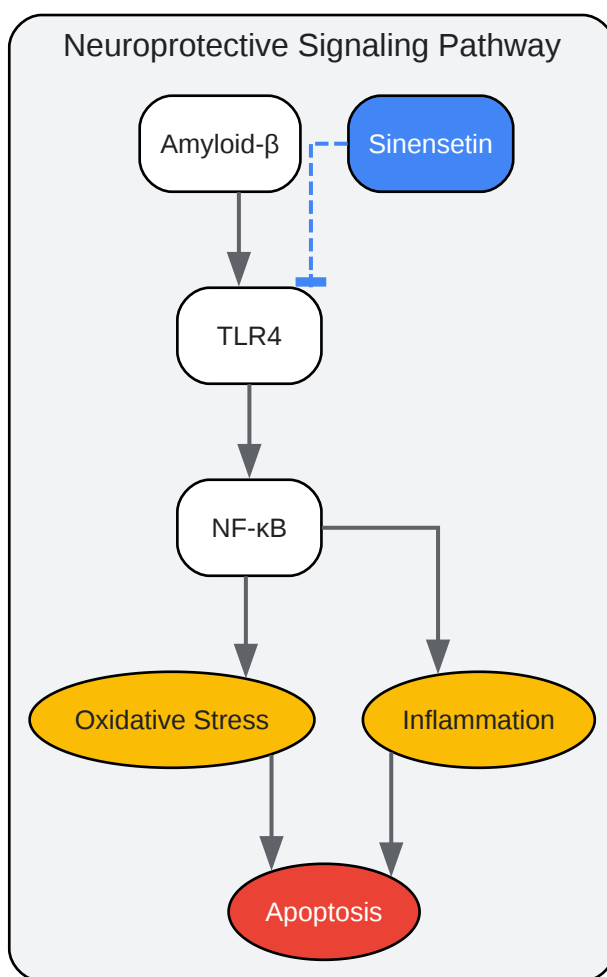 Neuroprotective Signaling Pathway
Amyloid-β
Sinensetin
TLR4
NF-κB
Oxidative Stress
Inflammation
Apoptosis